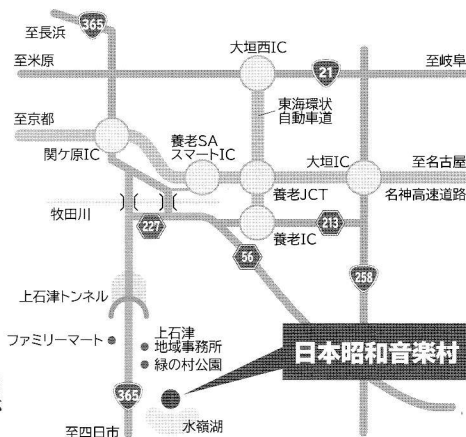 至長浜
365
大垣西IC
至米原
21
至岐阜
東海環状
自動車道
至京都
養老SA
スマートIC
大垣IC
至名古屋
関ケ原IC
養老JCT
名神高速道路
牧田川
227
養老IC
213
56
258
上石津トンネル
ファミリーマート
上石津
地域事務所
緑の村公園
日本昭和音楽村
365
至四日市
水嶺湖